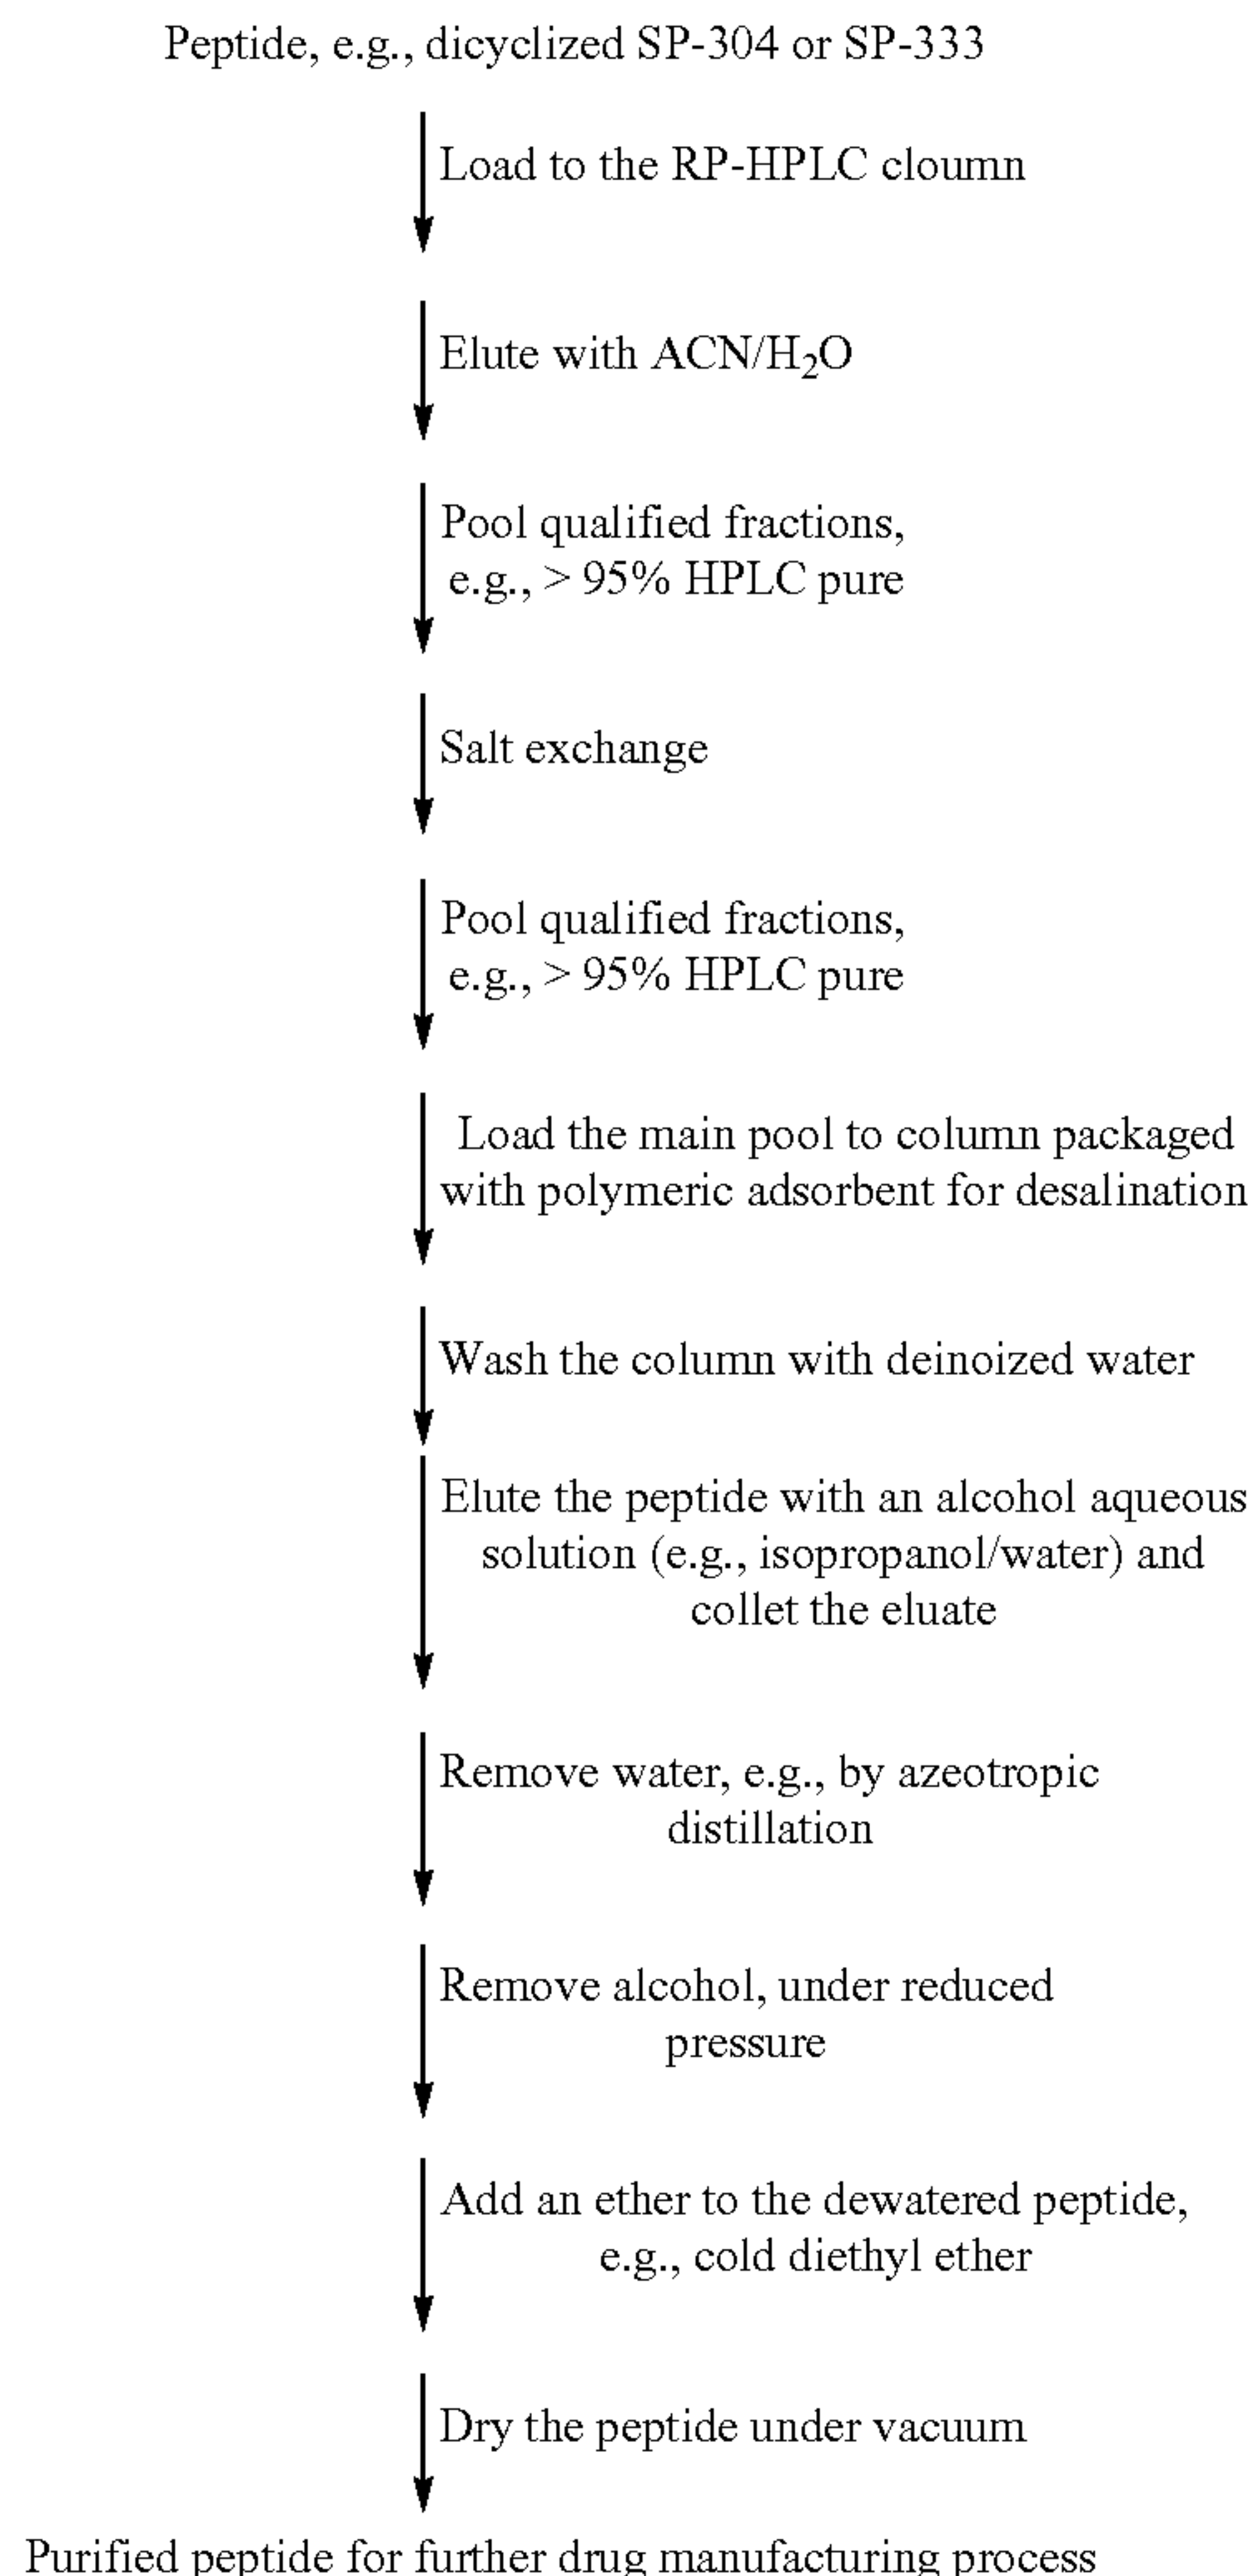 Peptide, e.g., dicyclized SP-304 or SP-333
Load to the RP-HPLC cloumn
Elute with ACN/H₂O
Pool qualified fractions,
e.g., > 95% HPLC pure
Salt exchange
Pool qualified fractions,
e.g., > 95% HPLC pure
Load the main pool to column packaged
with polymeric adsorbent for desalination
Wash the column with deinoized water
Elute the peptide with an alcohol aqueous
solution (e.g., isopropanol/water) and
collet the eluate
Remove water, e.g., by azeotropic
distillation
Remove alcohol, under reduced
pressure
Add an ether to the dewatered peptide,
e.g., cold diethyl ether
Dry the peptide under vacuum
Purified peptide for further drug manufacturing process